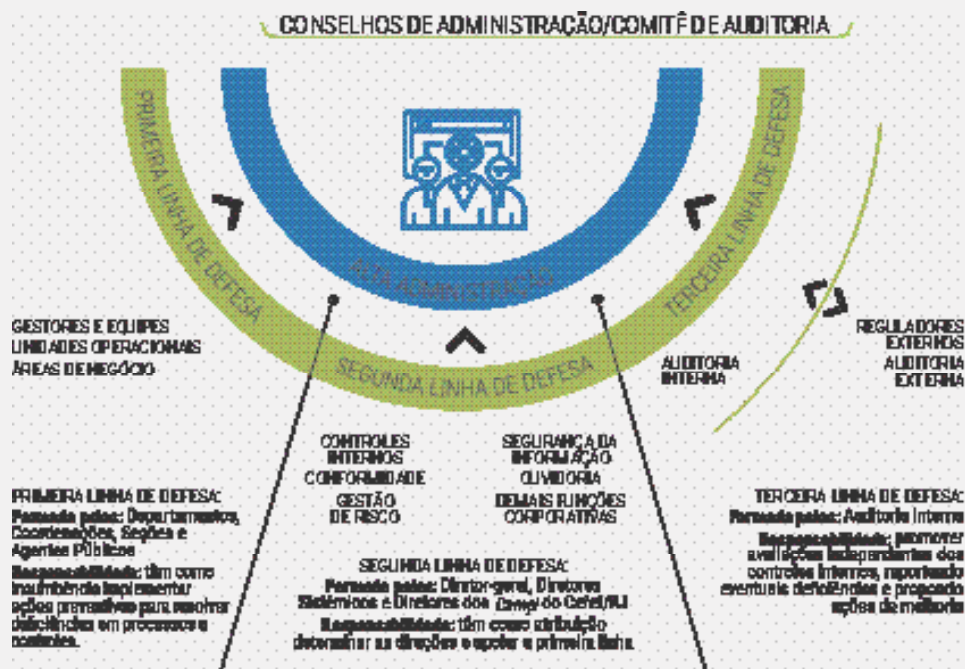 CONSELHOS DE ADMINISTRAÇÃO/COMITÊ DE AUDITORIA
PRIMEIRA LINHA DE DEFESA
ALTA ADMINISTRAÇÃO
SEGUNDA LINHA DE DEFESA
TERCEIRA LINHA DE DEFESA
GESTORES E EQUIPES
UNIDADES OPERACIONAIS
ÁREAS DE NEGÓCIO
CONTROLES
INTERNOS
CONFORMIDADE
GESTÃO
DE RISCO
SEGURANÇA DA
INFORMAÇÃO
OUVIDORIA
DEMAIS FUNÇÕES
CORPORATIVAS
AUDITORIA
INTERNA
REGULADORES
EXTERNOS
AUDITORIA
EXTERNA
PRIMEIRA LINHA DE DEFESA:
Formada pelos: Departamentos,
Coordenações, Seções e
Agentes Públicos
Responsabilidade: têm como
incumbência implementar
ações preventivas para resolver
deficiências em processos e
controles.
SEGUNDA LINHA DE DEFESA:
Formada pelos: Diretor-geral, Diretores
Sistêmicos e Diretores dos Campi do Cefet/RJ
Responsabilidade: têm como atribuição
determinar as direções e apoiar a primeira linha
TERCEIRA LINHA DE DEFESA:
Formada pelos: Auditoria Interna
Responsabilidade: promover
avaliações independentes dos
controles internos, reportando
eventuais deficiências e propondo
ações de melhoria